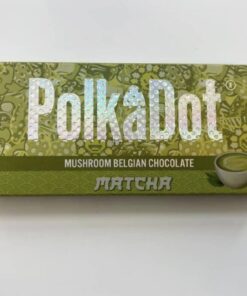 PolkaDot®
MUSHROOM BELGIAN CHOCOLATE
MATCHA